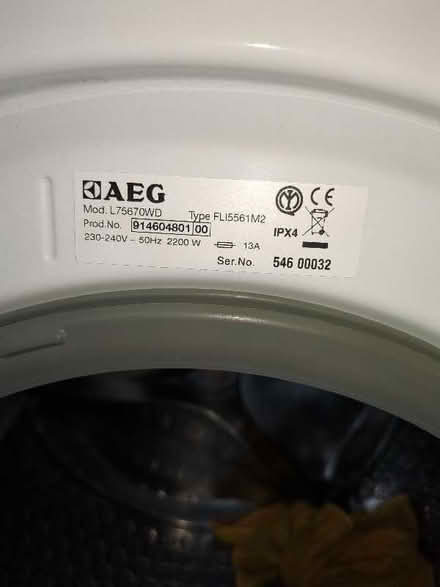 AEG
Mod. L75670WD Type FLI5561M2
Prod.No. 914604801 00
230-240V ~ 50Hz 2200 W 13A
IPX4
Ser.No. 546 00032
CE